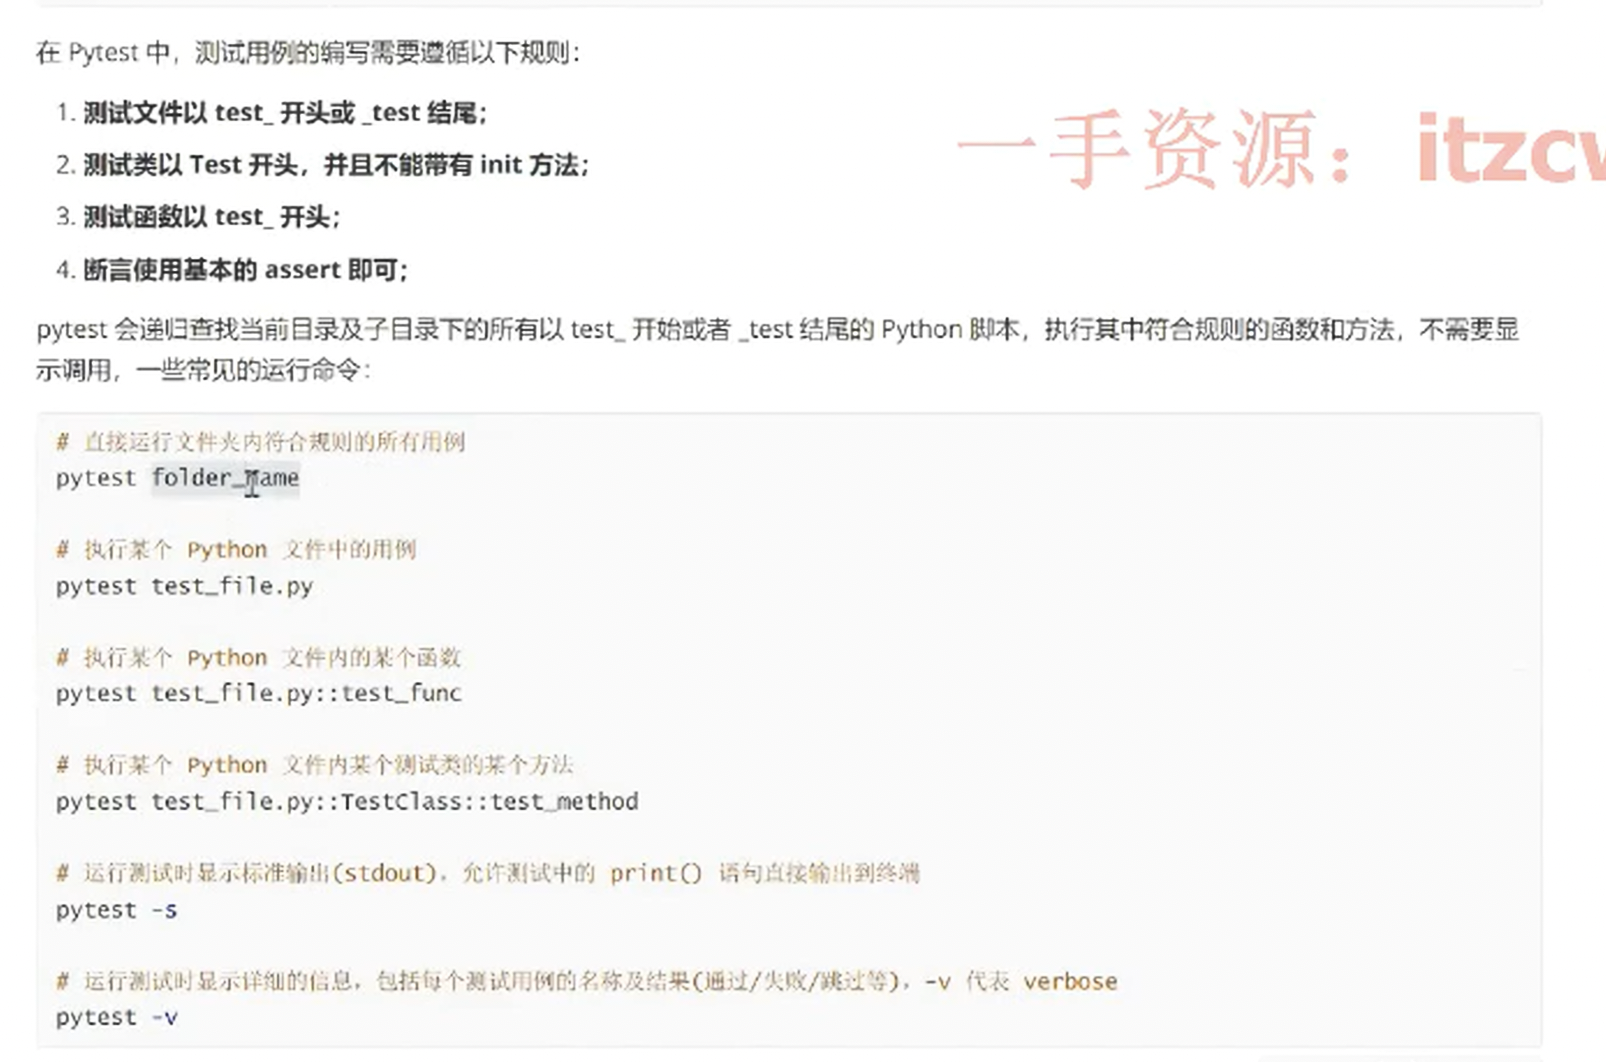 在 Pytest 中，测试用例的编写需要遵循以下规则：
一手资源：itzcw
1. 测试文件以 test_ 开头或 _test 结尾；
2. 测试类以 Test 开头，并且不能带有 init 方法；
3. 测试函数以 test_ 开头；
4. 断言使用基本的 assert 即可；
pytest 会递归查找当前目录及子目录下的所有以 test_ 开始或者 _test 结尾的 Python 脚本，执行其中符合规则的函数和方法，不需要显
示调用，一些常见的运行命令：
# 直接运行文件夹内符合规则的所有用例
pytest folder_name
# 执行某个 Python 文件中的用例
pytest test_file.py
# 执行某个 Python 文件内的某个函数
pytest test_file.py::test_func
# 执行某个 Python 文件内某个测试类的某个方法
pytest test_file.py::TestClass::test_method
# 运行测试时显示标准输出(stdout)，允许测试中的 print() 语句直接输出到终端
pytest -s
# 运行测试时显示详细的信息，包括每个测试用例的名称及结果(通过/失败/跳过等)，-v 代表 verbose
pytest -v